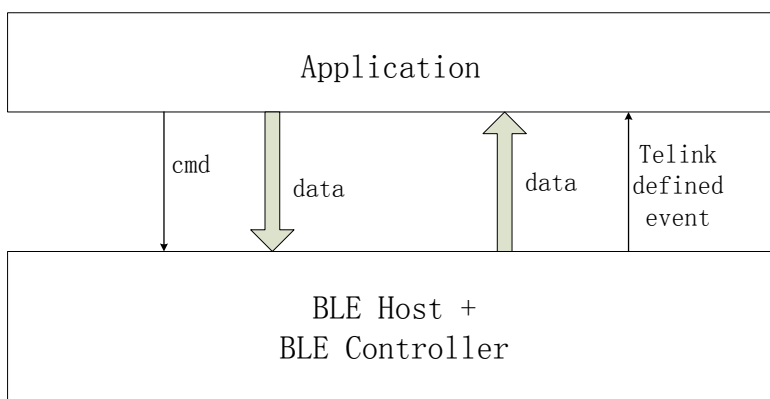 Application
cmd
data
data
Telink
defined
event
BLE Host +
BLE Controller